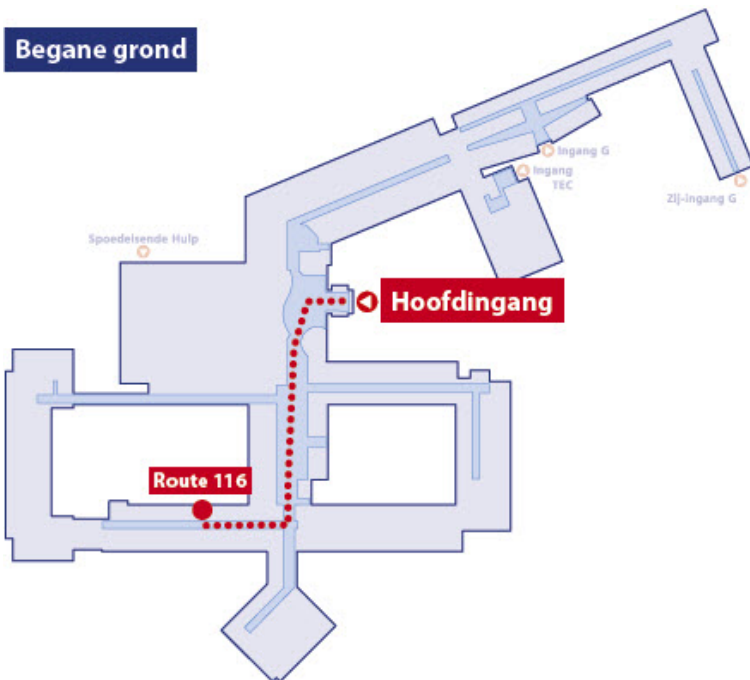 Begane grond
Ingang G
Ingang
TEC
Zij-ingang G
Spoedeisende Hulp
Hoofdingang
Route 116